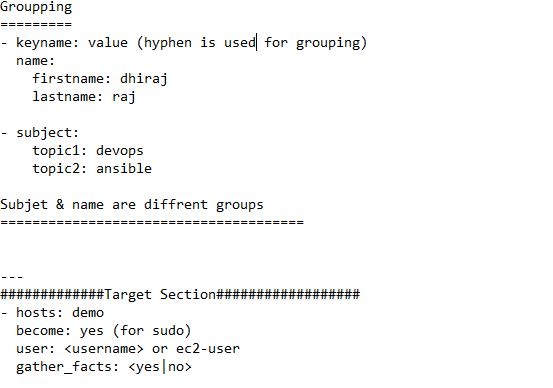 Groupping
=========
- keyname: value (hyphen is used for grouping)
  name:
    firstname: dhiraj
    lastname: raj

- subject:
    topic1: devops
    topic2: ansible

Subjet & name are diffrent groups
======================================


---
#############Target Section##################
- hosts: demo
  become: yes (for sudo)
  user: <username> or ec2-user
  gather_facts: <yes|no>